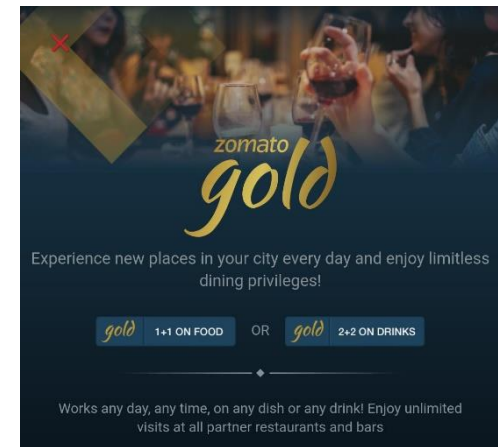 zomato
gold
Experience new places in your city every day and enjoy limitless
dining privileges!
gold 1+1 ON FOOD OR gold 2+2 ON DRINKS
Works any day, any time, on any dish or any drink! Enjoy unlimited
visits at all partner restaurants and bars